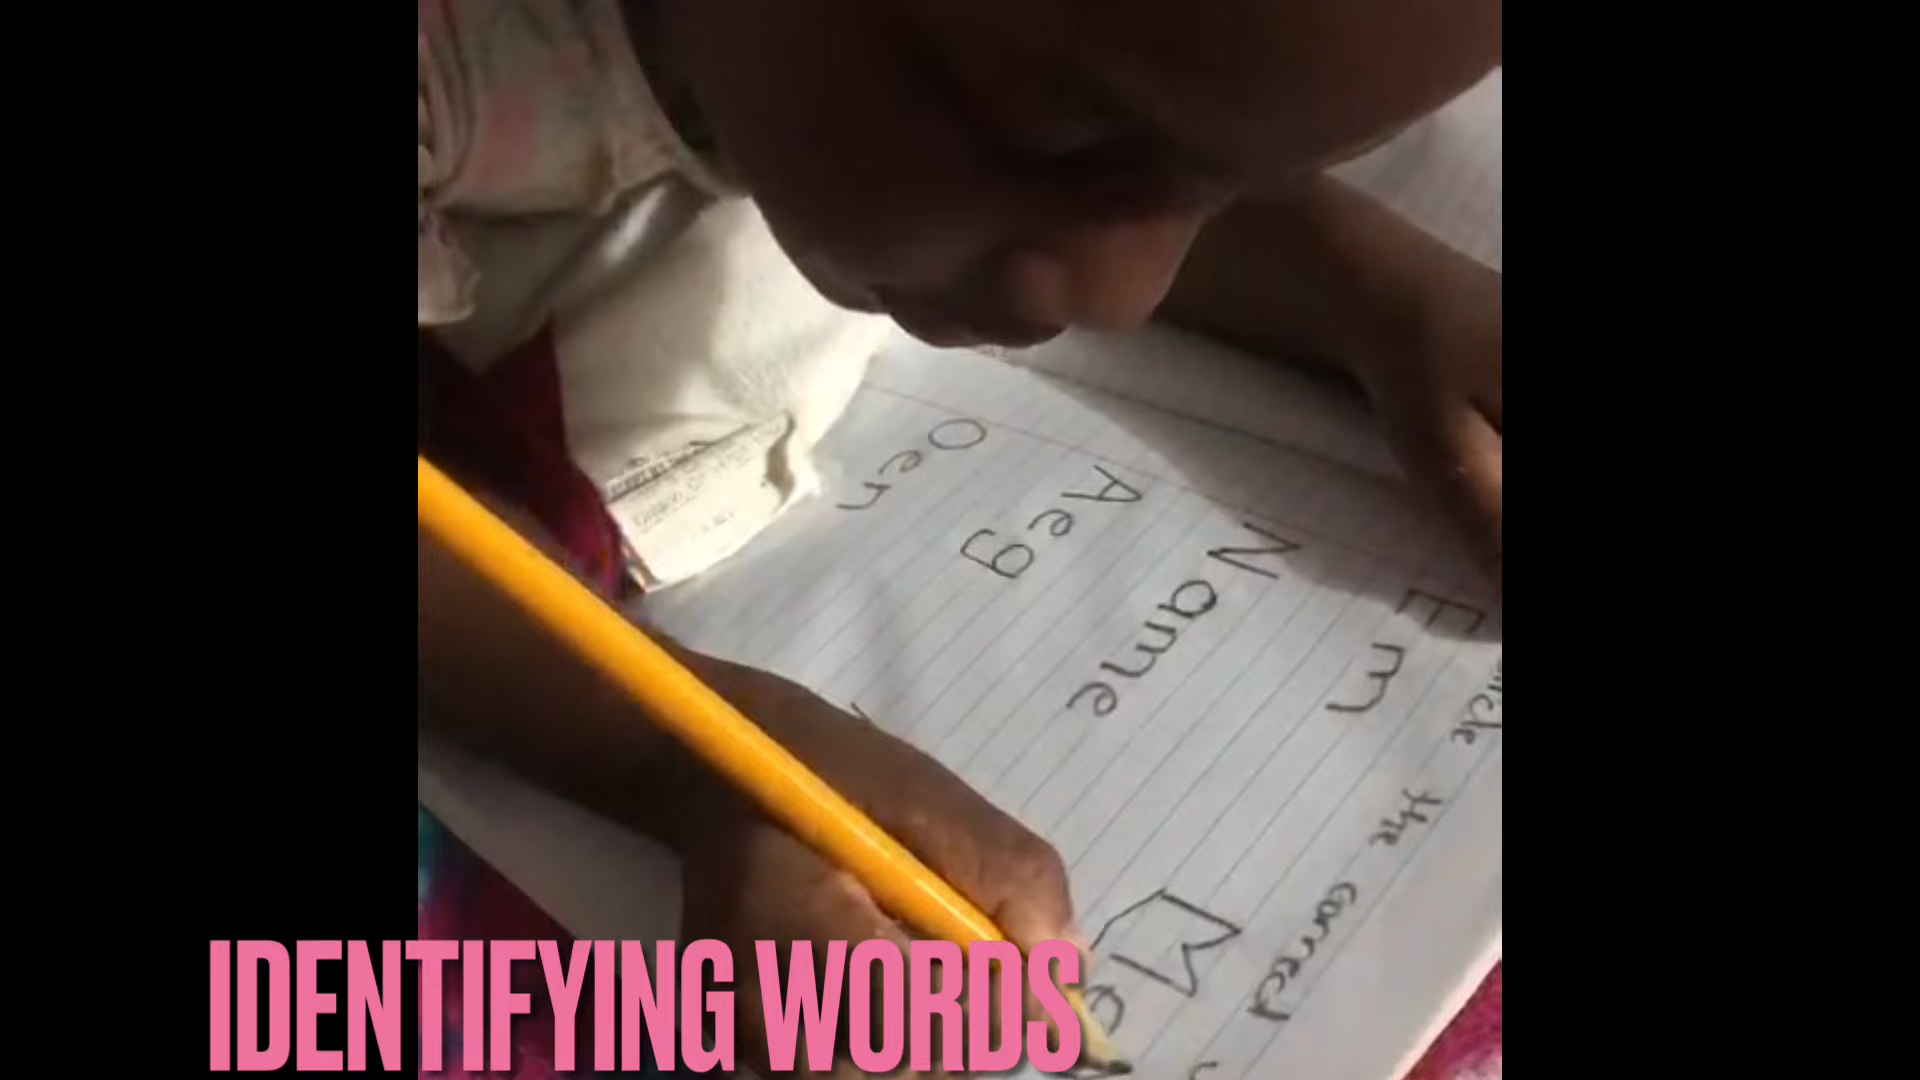 the correct
Em
Name
Aeg
Oen
IDENTIFYING WORDS